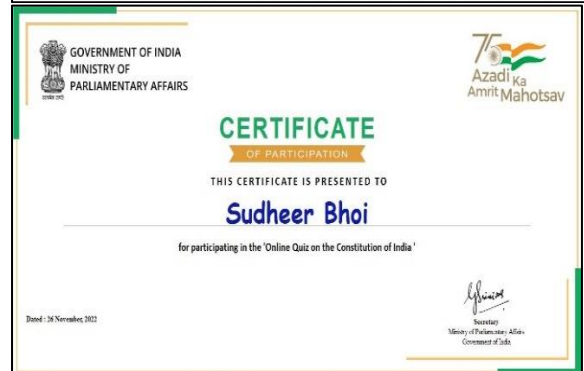 GOVERNMENT OF INDIA
MINISTRY OF
PARLIAMENTARY AFFAIRS
75
Azadi Ka
Amrit Mahotsav
CERTIFICATE
OF PARTICIPATION
THIS CERTIFICATE IS PRESENTED TO
Sudheer Bhoi
for participating in the 'Online Quiz on the Constitution of India '
Dated : 26 November, 2022
Secretary
Ministry of Parliamentary Affairs
Government of India